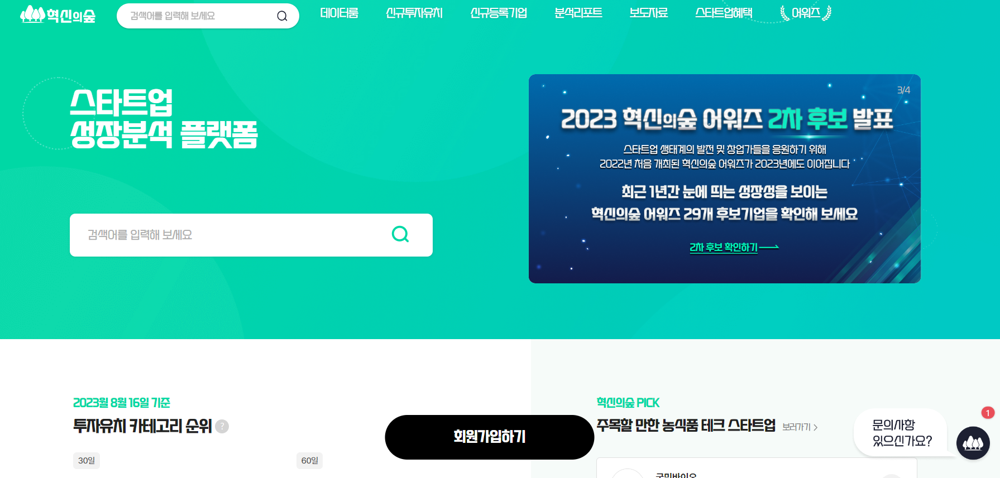 혁신의숲
검색어를 입력해 보세요
데이터룸
신규투자유치
신규등록기업
분석리포트
보도자료
스타트업혜택
어워즈
스타트업
성장분석 플랫폼
검색어를 입력해 보세요
3/4
2023 혁신의숲 어워즈 2차 후보 발표
스타트업 생태계의 발전 및 창업가들을 응원하기 위해
2022년 처음 개최된 혁신의숲 어워즈가 2023년에도 이어집니다
최근 1년간 눈에 띄는 성장성을 보이는
혁신의숲 어워즈 29개 후보기업을 확인해 보세요
2차 후보 확인하기
2023월 8월 16일 기준
투자유치 카테고리 순위 ?
30일
60일
회원가입하기
혁신의숲 PICK
주목할 만한 농식품 테크 스타트업 보러가기 >
국민바이오
문의사항
있으신가요?
1